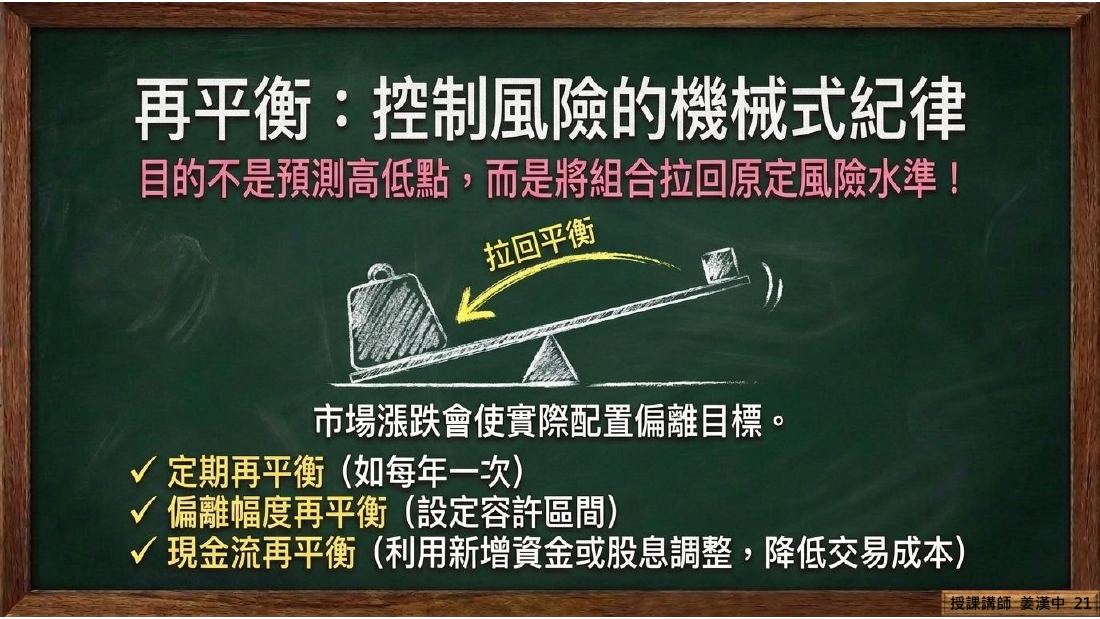 再平衡：控制風險的機械式紀律
目的不是預測高低點，而是將組合拉回原定風險水準！
拉回平衡
市場漲跌會使實際配置偏離目標。
✓ 定期再平衡（如每年一次）
✓ 偏離幅度再平衡（設定容許區間）
✓ 現金流再平衡（利用新增資金或股息調整，降低交易成本）
授課講師 姜漢中 21